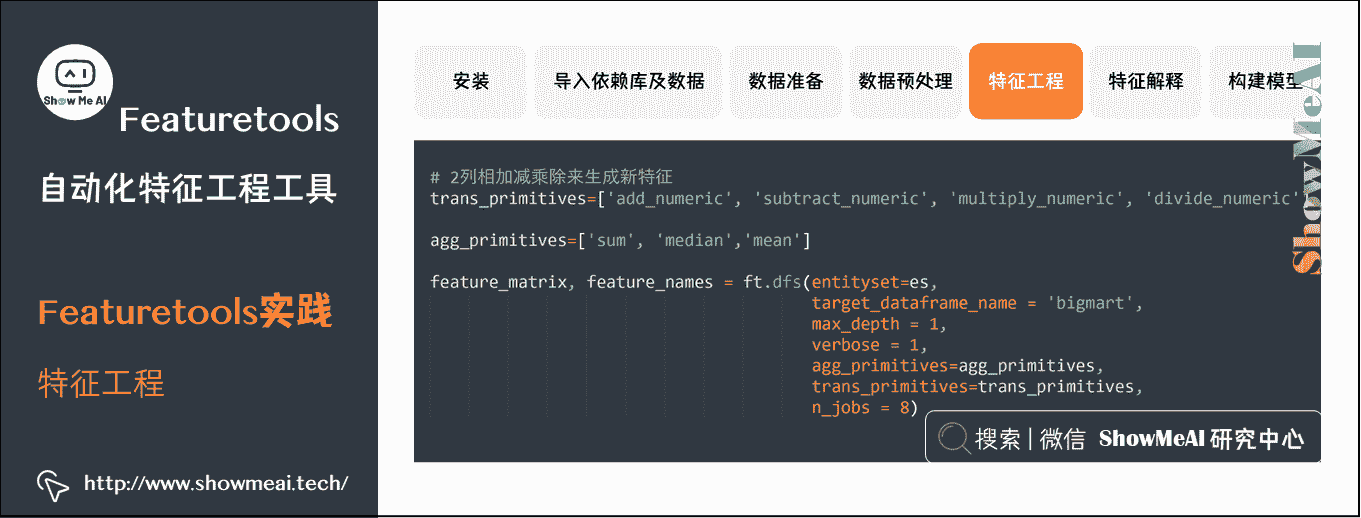 Show Me AI
Featuretools
自动化特征工程工具
Featuretools实践
特征工程
http://www.showmeai.tech/
安装
导入依赖库及数据
数据准备
数据预处理
特征工程
特征解释
构建模型
# 2列相加减乘除来生成新特征
trans_primitives=['add_numeric', 'subtract_numeric', 'multiply_numeric', 'divide_numeric'
agg_primitives=['sum', 'median','mean']
feature_matrix, feature_names = ft.dfs(entityset=es,
target_dataframe_name = 'bigmart',
max_depth = 1,
verbose = 1,
agg_primitives=agg_primitives,
trans_primitives=trans_primitives,
n_jobs = 8)
搜索 | 微信 ShowMeAI 研究中心
ShowMeAI